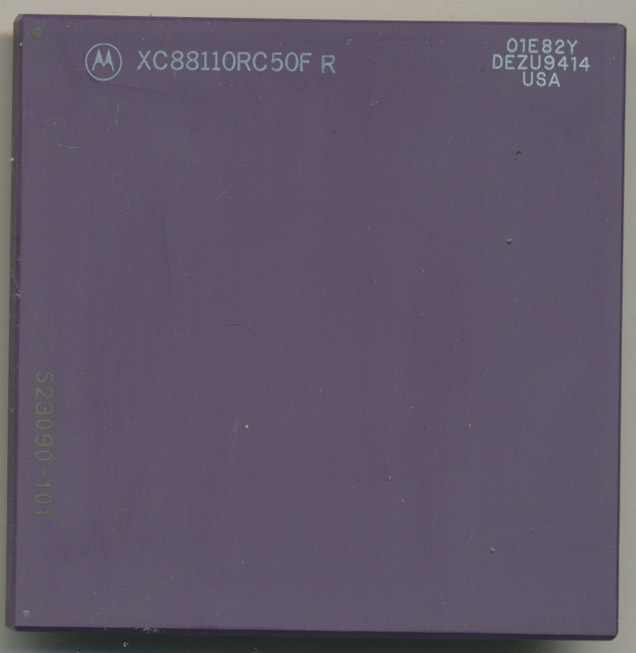 XC88110RC50F R
01E82Y
DEZU9414
USA
S23090-101